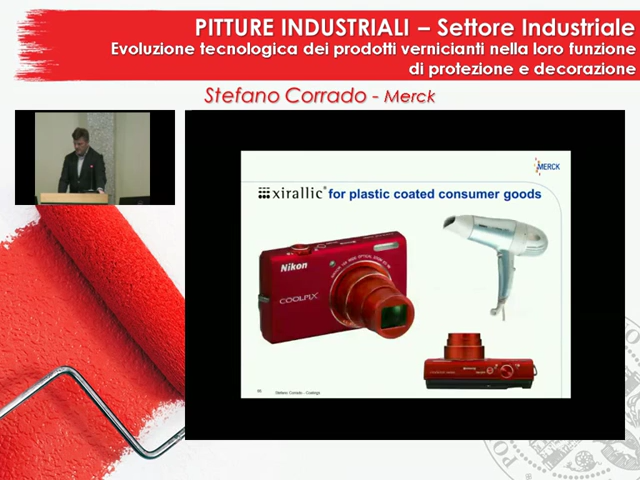 PITTURE INDUSTRIALI – Settore Industriale
Evoluzione tecnologica dei prodotti vernicianti nella loro funzione
di protezione e decorazione
Stefano Corrado - Merck
MERCK
xirallic® for plastic coated consumer goods
Nikon
COOLPIX
Stefano Corrado - Coatings